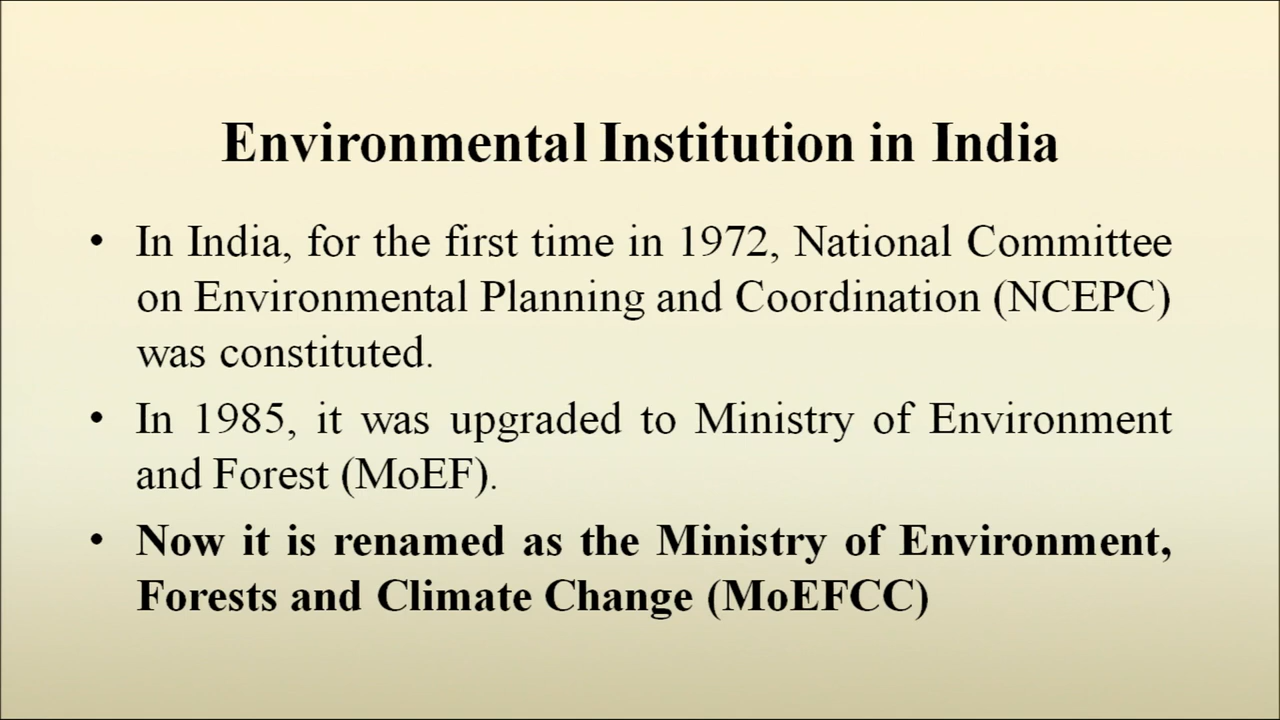 Environmental Institution in India
• In India, for the first time in 1972, National Committee
on Environmental Planning and Coordination (NCEPC)
was constituted.
• In 1985, it was upgraded to Ministry of Environment
and Forest (MoEF).
• Now it is renamed as the Ministry of Environment,
Forests and Climate Change (MoEFCC)